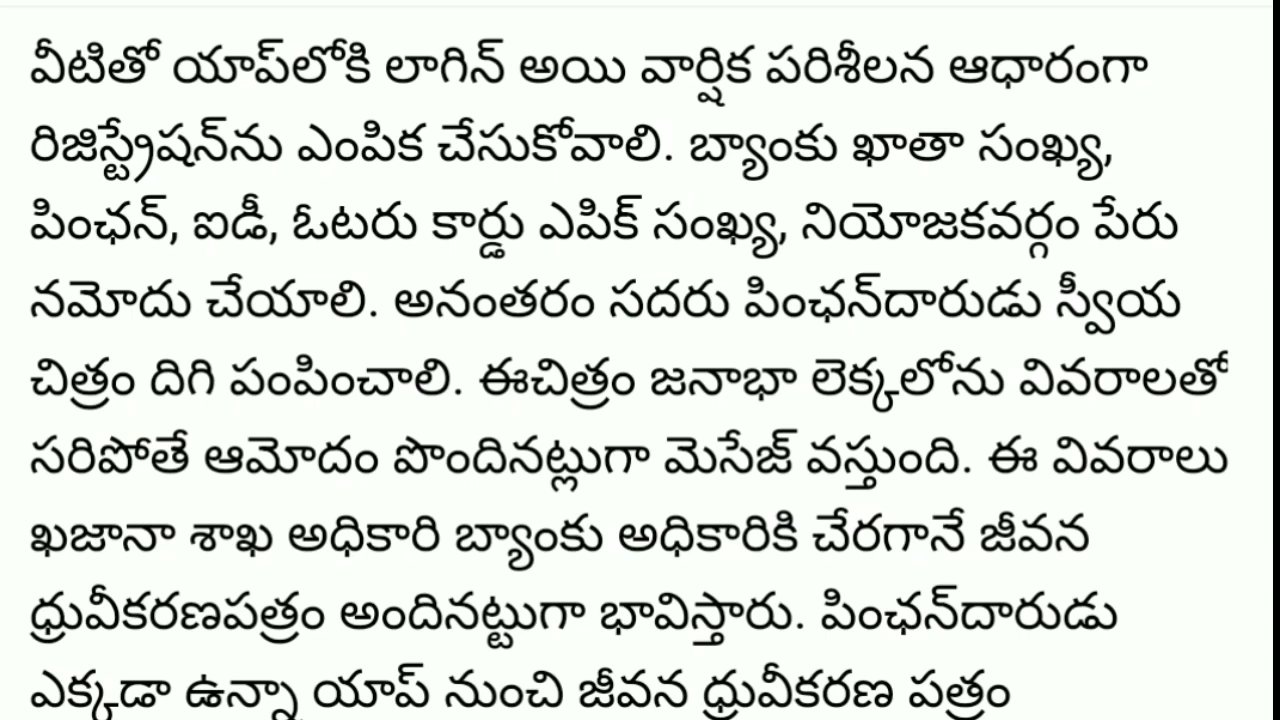 వీటితో యాప్‌లోకి లాగిన్ అయి వార్షిక పరిశీలన ఆధారంగా
రిజిస్ట్రేషన్‌ను ఎంపిక చేసుకోవాలి. బ్యాంకు ఖాతా సంఖ్య,
పింఛన్, ఐడీ, ఓటరు కార్డు ఎపిక్ సంఖ్య, నియోజకవర్గం పేరు
నమోదు చేయాలి. అనంతరం సదరు పింఛన్‌దారుడు స్వీయ
చిత్రం దిగి పంపించాలి. ఈచిత్రం జనాభా లెక్కలోను వివరాలతో
సరిపోతే ఆమోదం పొందినట్లుగా మెసేజ్ వస్తుంది. ఈ వివరాలు
ఖజానా శాఖ అధికారి బ్యాంకు అధికారికి చేరగానే జీవన
ధ్రువీకరణపత్రం అందినట్టుగా భావిస్తారు. పింఛన్‌దారుడు
ఎక్కడా ఉన్నా యాప్ నుంచి జీవన ధ్రువీకరణ పత్రం